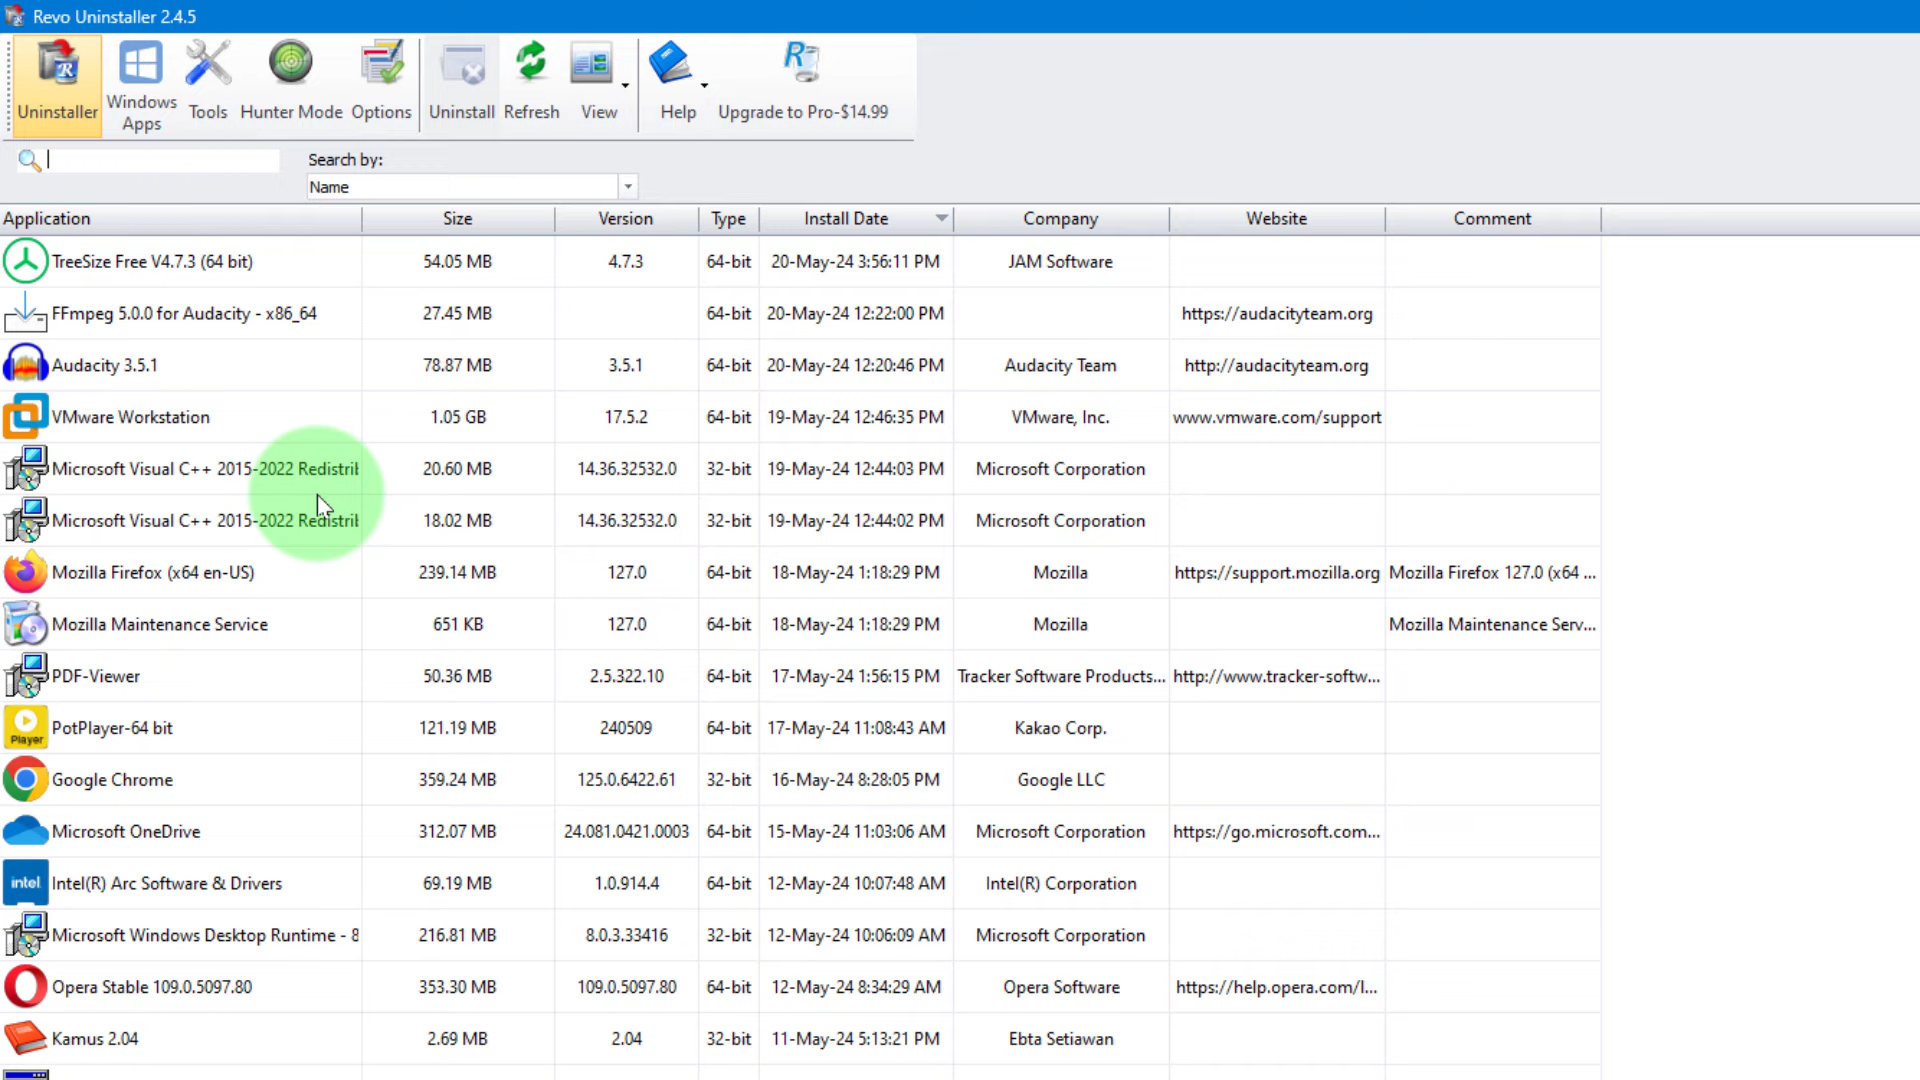 Revo Uninstaller 2.4.5
Uninstaller
Windows Apps
Tools
Hunter Mode
Options
Uninstall
Refresh
View
Help
Upgrade to Pro-$14.99
Search by:
Name
Application Size Version Type Install Date Company Website Comment
TreeSize Free V4.7.3 (64 bit) 54.05 MB 4.7.3 64-bit 20-May-24 3:56:11 PM JAM Software
FFmpeg 5.0.0 for Audacity - x86_64 27.45 MB 64-bit 20-May-24 12:22:00 PM https://audacityteam.org
Audacity 3.5.1 78.87 MB 3.5.1 64-bit 20-May-24 12:20:46 PM Audacity Team http://audacityteam.org
VMware Workstation 1.05 GB 17.5.2 64-bit 19-May-24 12:46:35 PM VMware, Inc. www.vmware.com/support
Microsoft Visual C++ 2015-2022 Redistrib 20.60 MB 14.36.32532.0 32-bit 19-May-24 12:44:03 PM Microsoft Corporation
Microsoft Visual C++ 2015-2022 Redistrib 18.02 MB 14.36.32532.0 32-bit 19-May-24 12:44:02 PM Microsoft Corporation
Mozilla Firefox (x64 en-US) 239.14 MB 127.0 64-bit 18-May-24 1:18:29 PM Mozilla https://support.mozilla.org Mozilla Firefox 127.0 (x64 ...
Mozilla Maintenance Service 651 KB 127.0 64-bit 18-May-24 1:18:29 PM Mozilla Mozilla Maintenance Serv...
PDF-Viewer 50.36 MB 2.5.322.10 64-bit 17-May-24 1:56:15 PM Tracker Software Products... http://www.tracker-softw...
Player PotPlayer-64 bit 121.19 MB 240509 64-bit 17-May-24 11:08:43 AM Kakao Corp.
Google Chrome 359.24 MB 125.0.6422.61 32-bit 16-May-24 8:28:05 PM Google LLC
Microsoft OneDrive 312.07 MB 24.081.0421.0003 64-bit 15-May-24 11:03:06 AM Microsoft Corporation https://go.microsoft.com...
intel Intel(R) Arc Software & Drivers 69.19 MB 1.0.914.4 64-bit 12-May-24 10:07:48 AM Intel(R) Corporation
Microsoft Windows Desktop Runtime - 8 216.81 MB 8.0.3.33416 32-bit 12-May-24 10:06:09 AM Microsoft Corporation
Opera Stable 109.0.5097.80 353.30 MB 109.0.5097.80 64-bit 12-May-24 8:34:29 AM Opera Software https://help.opera.com/l...
Kamus 2.04 2.69 MB 2.04 32-bit 11-May-24 5:13:21 PM Ebta Setiawan